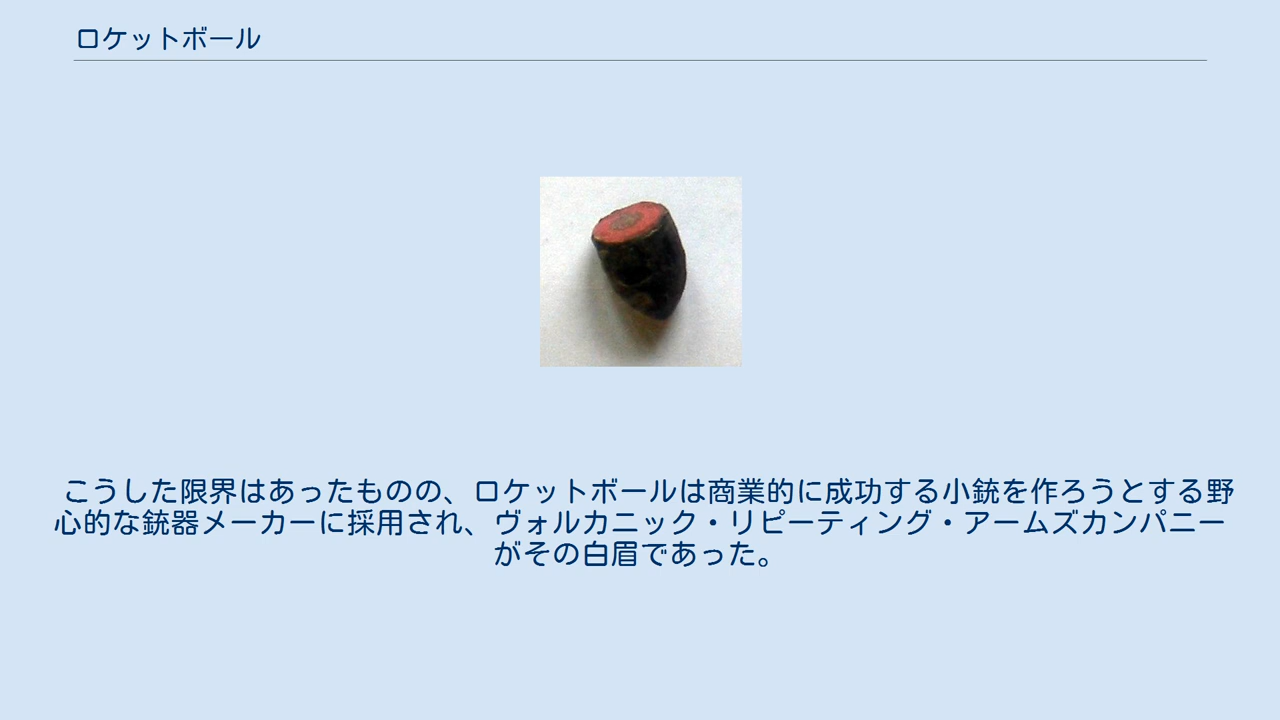 ロケットボール
こうした限界はあったものの、ロケットボールは商業的に成功する小銃を作ろうとする野
心的な銃器メーカーに採用され、ヴォルカニック・リピーティング・アームズカンパニー
がその白眉であった。